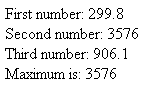 First number: 299.8
Second number: 3576
Third number: 906.1
Maximum is: 3576